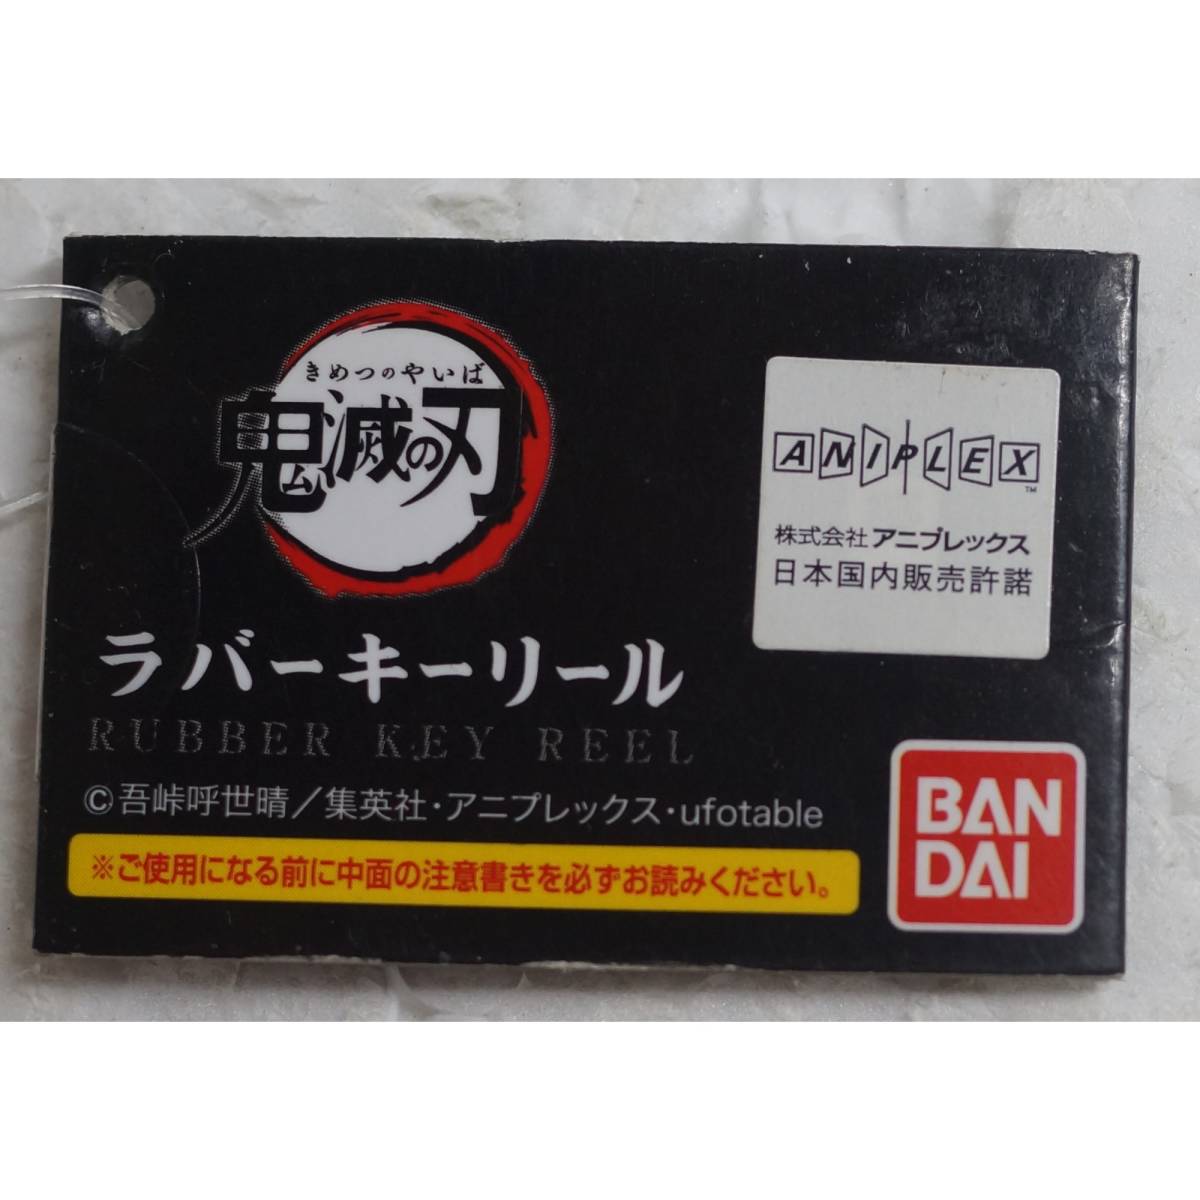 きめつのやいば
鬼滅の刃
ANIPLEX™
株式会社アニプレックス
日本国内販売許諾
ラバーキーリール
RUBBER KEY REEL
©吾峠呼世晴／集英社・アニプレックス・ufotable
※ご使用になる前に中面の注意書きを必ずお読みください。
BAN
DAI